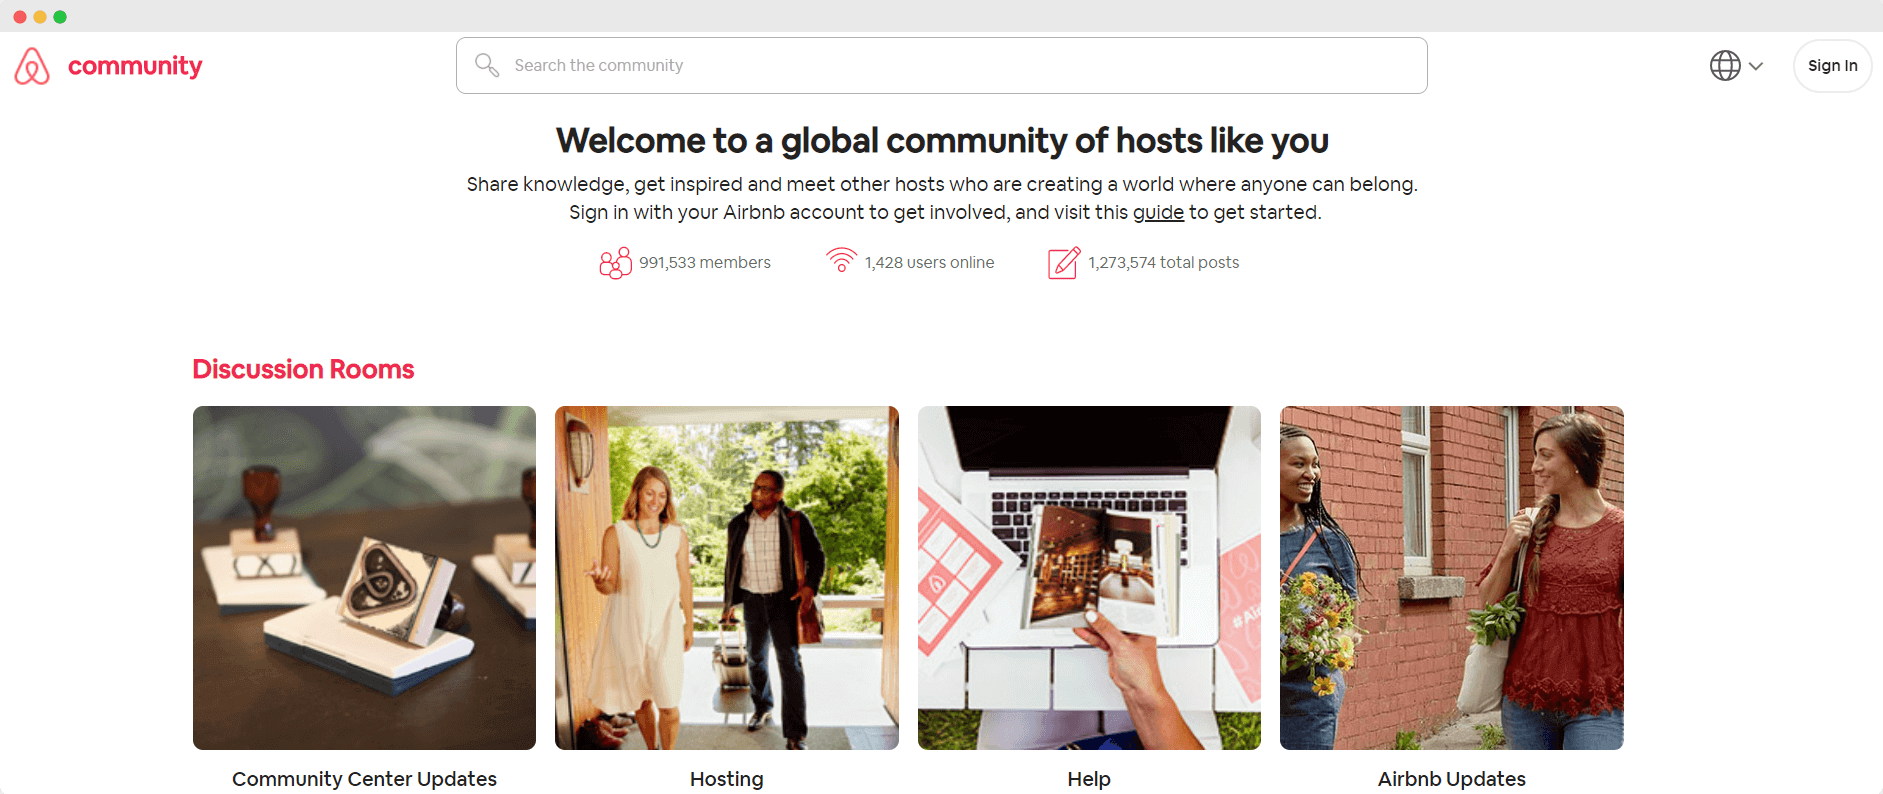 community
Search the community
Sign In
Welcome to a global community of hosts like you
Share knowledge, get inspired and meet other hosts who are creating a world where anyone can belong.
Sign in with your Airbnb account to get involved, and visit this guide to get started.
991,533 members
1,428 users online
1,273,574 total posts
Discussion Rooms
#Ai
Community Center Updates
Hosting
Help
Airbnb Updates